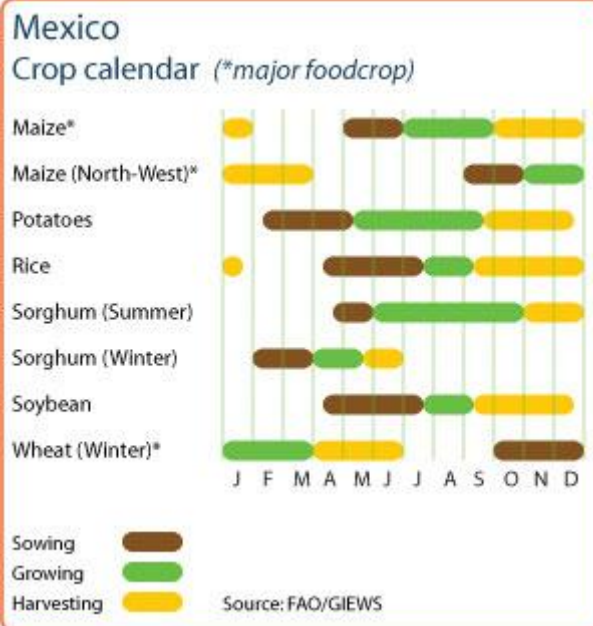 Mexico
Crop calendar (*major foodcrop)
Maize*
Maize (North-West)*
Potatoes
Rice
Sorghum (Summer)
Sorghum (Winter)
Soybean
Wheat (Winter)*
J F M A M J J A S O N D
Sowing
Growing
Harvesting
Source: FAO/GIEWS